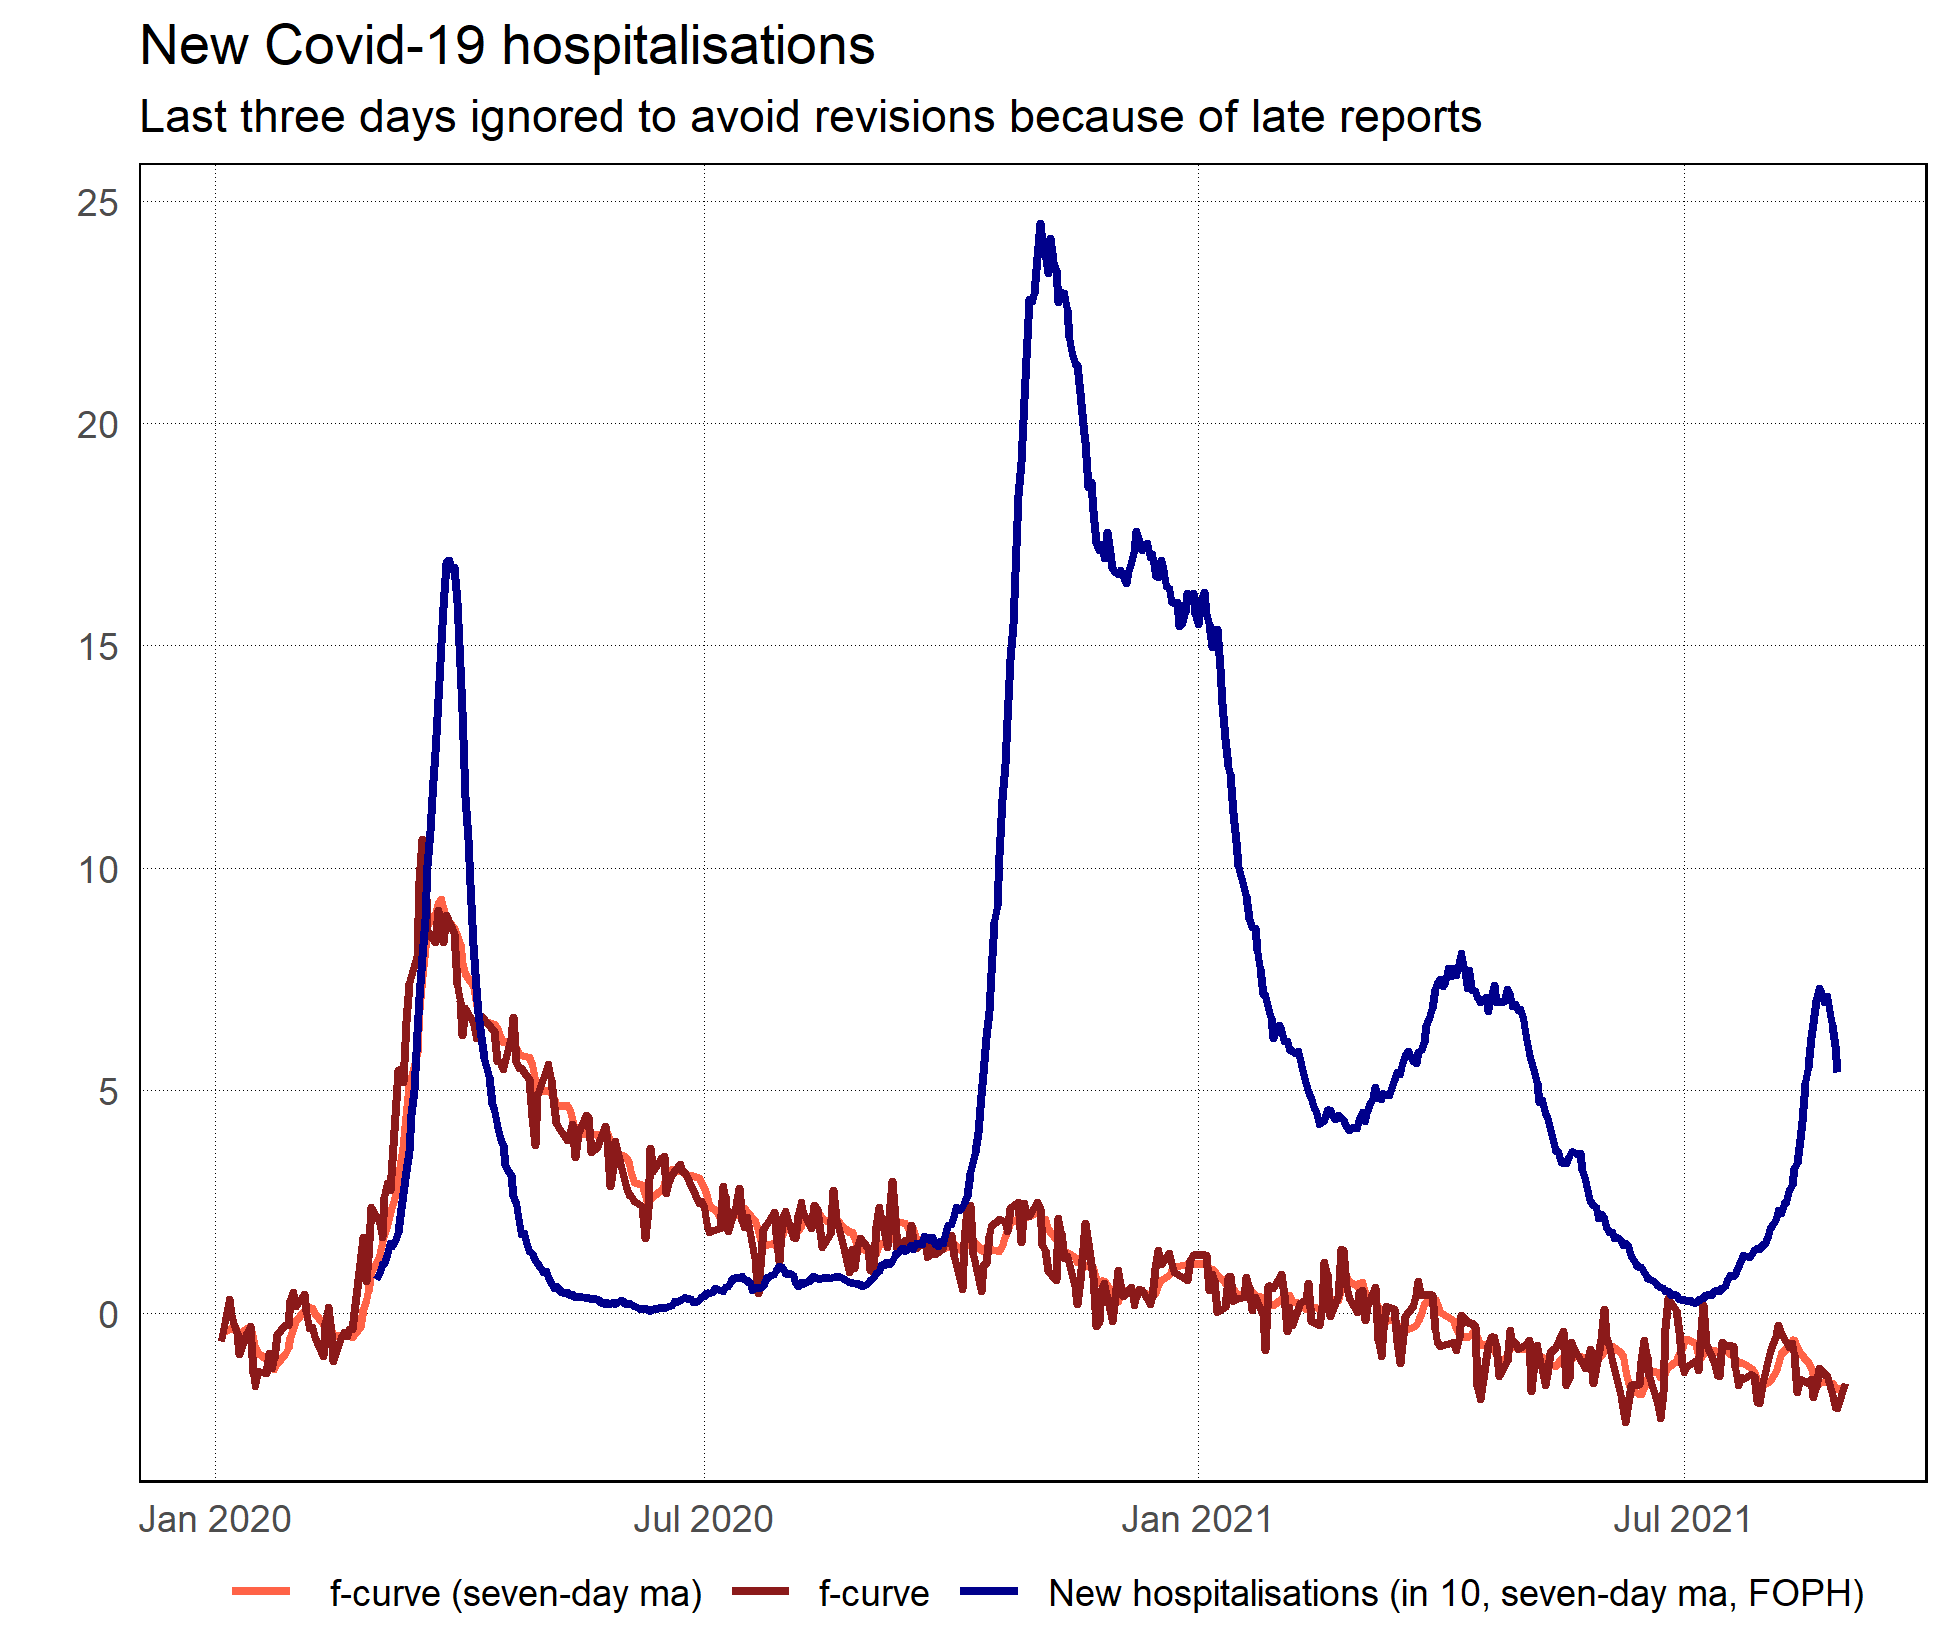 New Covid-19 hospitalisations
Last three days ignored to avoid revisions because of late reports
25
20
15
10
5
0
Jan 2020 Jul 2020 Jan 2021 Jul 2021
f-curve (seven-day ma) f-curve New hospitalisations (in 10, seven-day ma, FOPH)